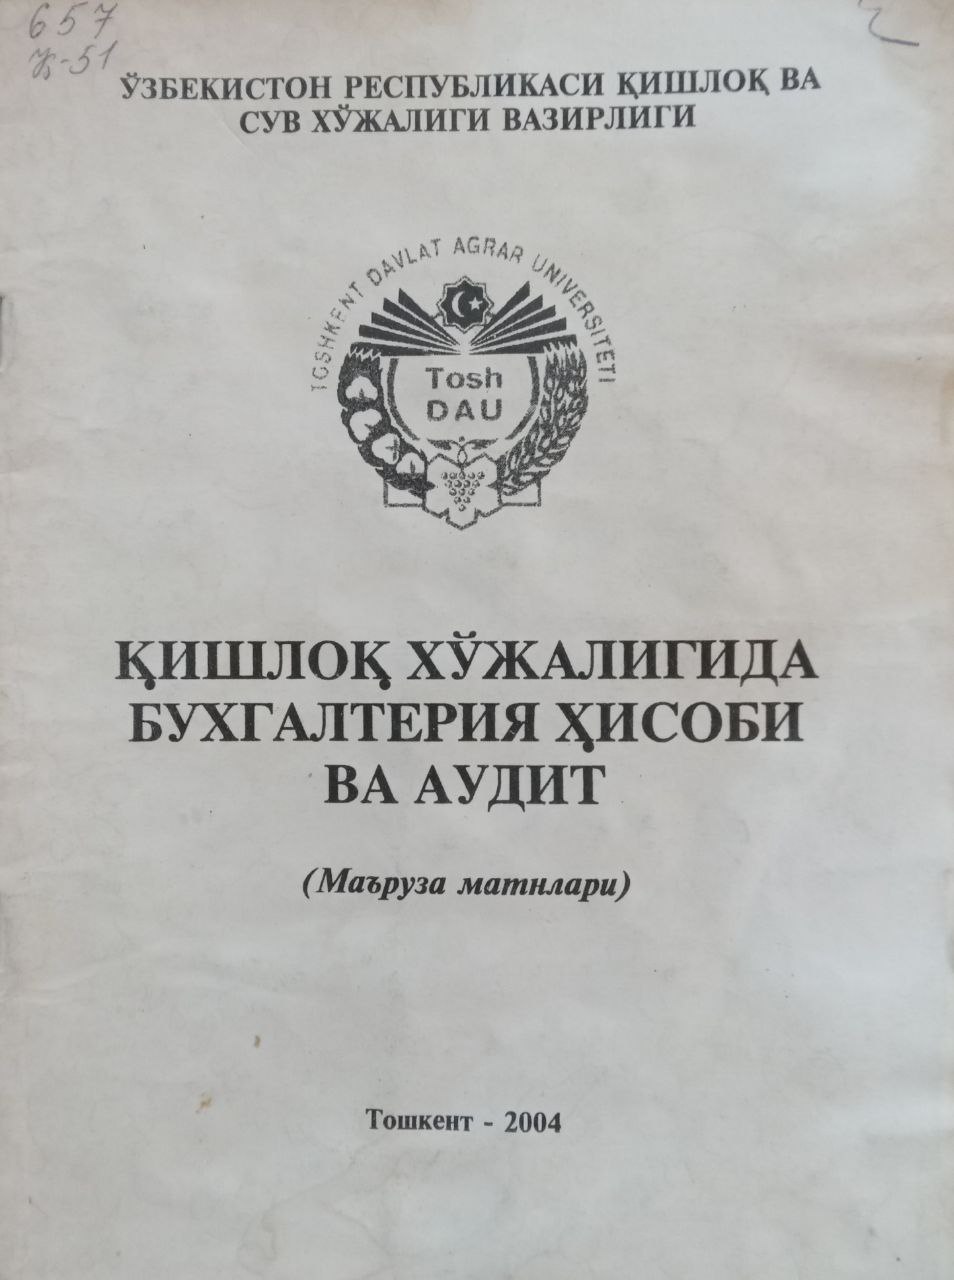 657
Қ-51
ЎЗБЕКИСТОН РЕСПУБЛИКАСИ ҚИШЛОҚ ВА
СУВ ХЎЖАЛИГИ ВАЗИРЛИГИ
TOSHKENT DAVLAT AGRAR UNIVERSITETI
Tosh
DAU
ҚИШЛОҚ ХЎЖАЛИГИДА
БУХГАЛТЕРИЯ ҲИСОБИ
ВА АУДИТ
(Маъруза матнлари)
Тошкент - 2004